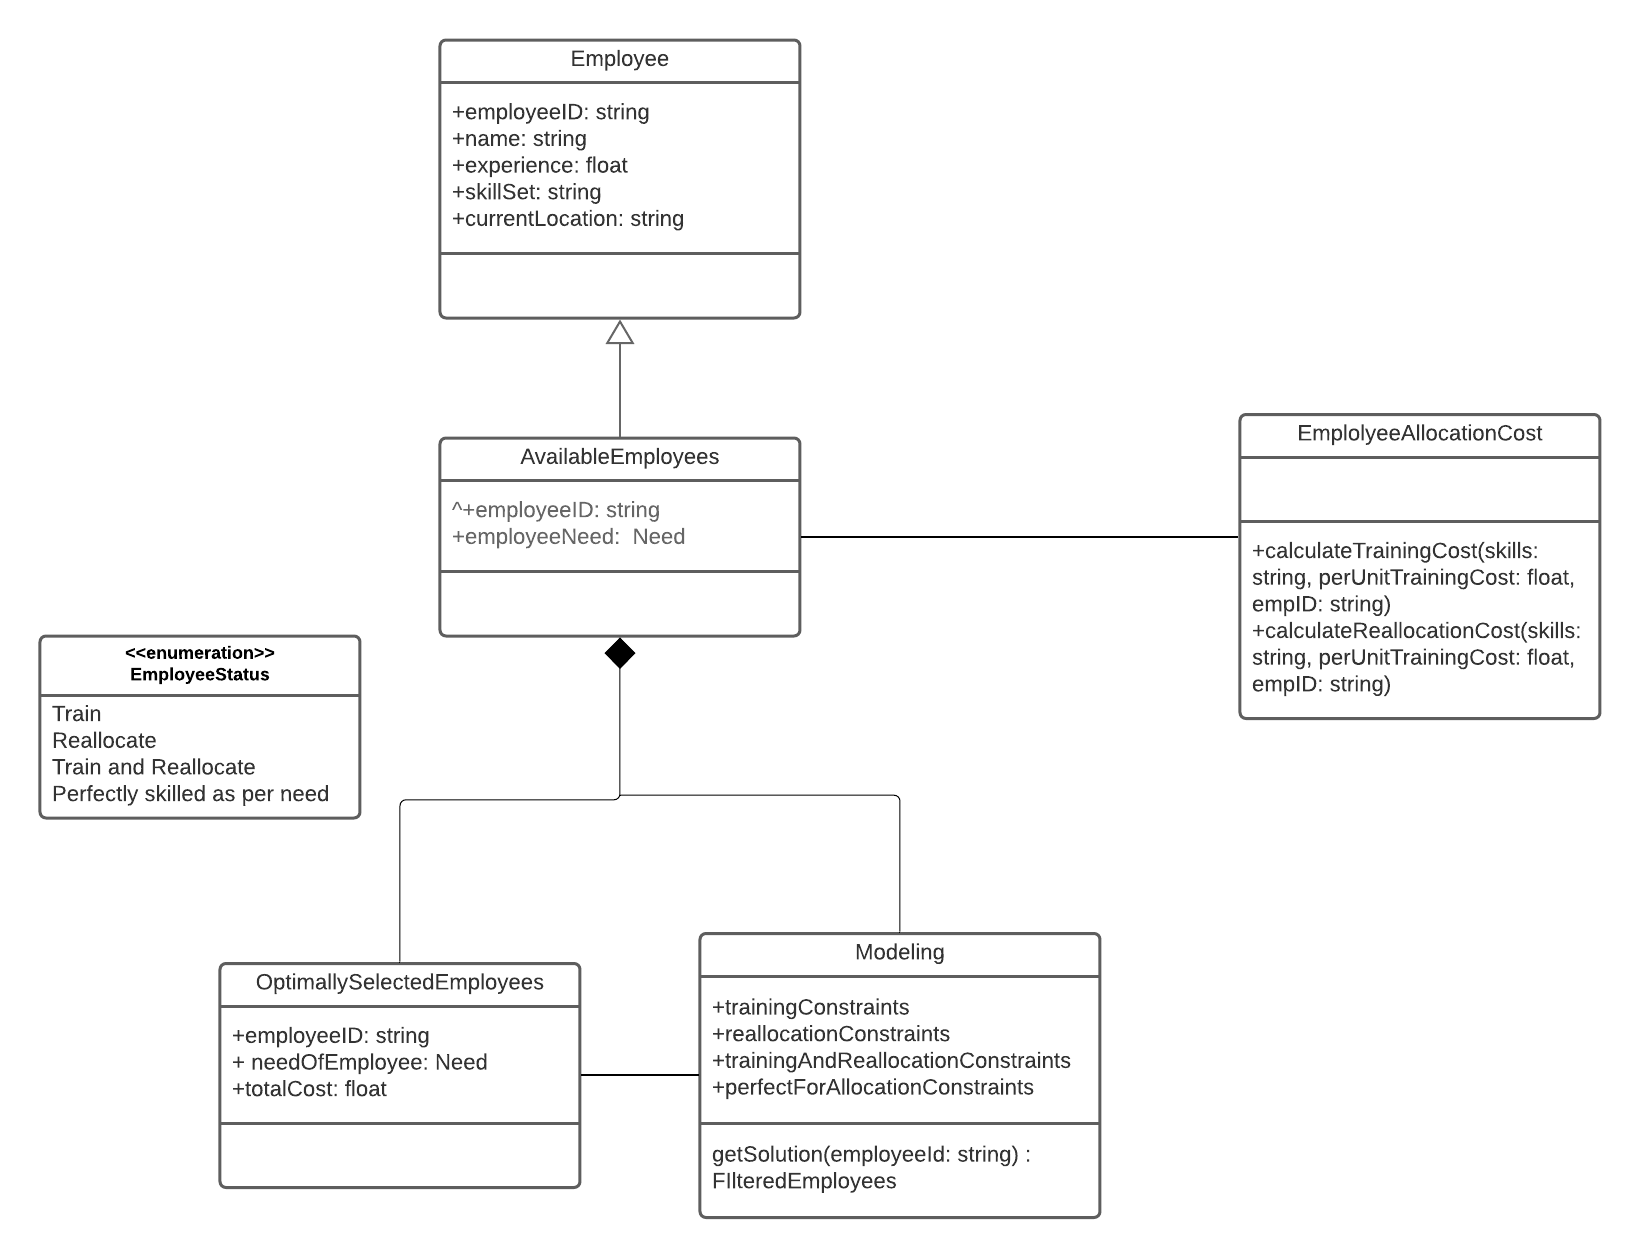 Employee
+employeeID: string
+name: string
+experience: float
+skillSet: string
+currentLocation: string
AvailableEmployees
^+employeeID: string
+employeeNeed:  Need
EmplolyeeAllocationCost
+calculateTrainingCost(skills:
string, perUnitTrainingCost: float,
empID: string)
+calculateReallocationCost(skills:
string, perUnitTrainingCost: float,
empID: string)
<<enumeration>>
EmployeeStatus
Train
Reallocate
Train and Reallocate
Perfectly skilled as per need
OptimallySelectedEmployees
+employeeID: string
+ needOfEmployee: Need
+totalCost: float
Modeling
+trainingConstraints
+reallocationConstraints
+trainingAndReallocationConstraints
+perfectForAllocationConstraints
getSolution(employeeId: string) :
FIlteredEmployees